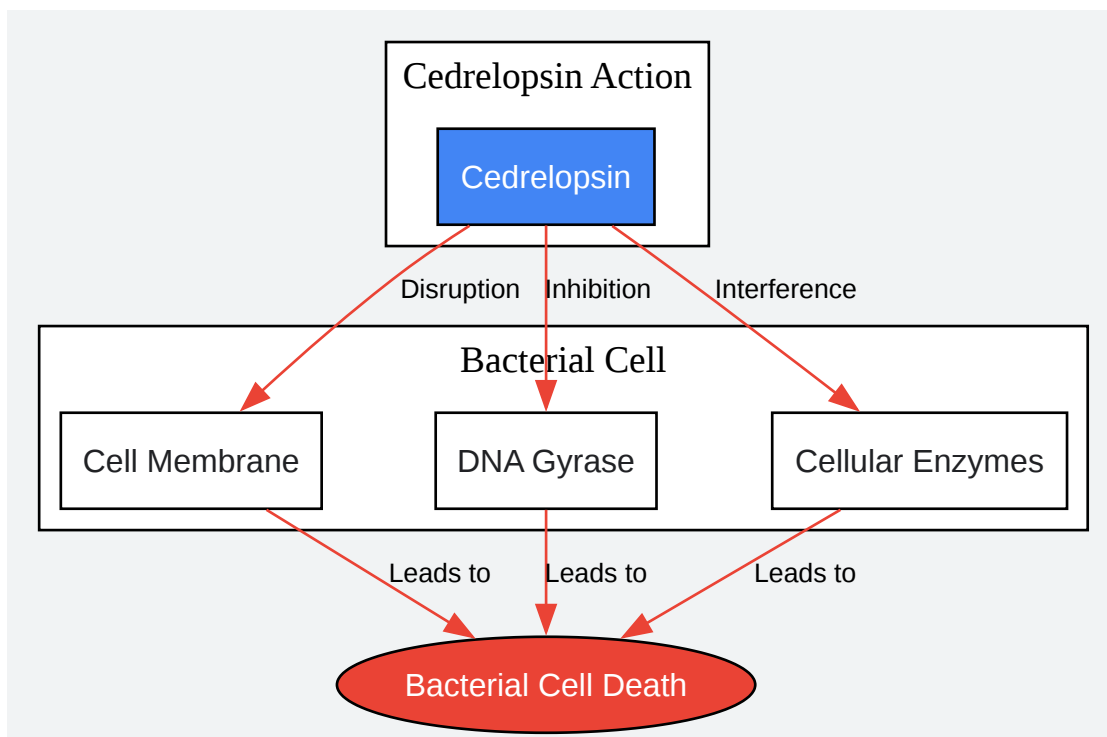 Cedrelopsin Action
Cedrelopsin
Disruption
Inhibition
Interference
Bacterial Cell
Cell Membrane
DNA Gyrase
Cellular Enzymes
Leads to
Leads to
Leads to
Bacterial Cell Death